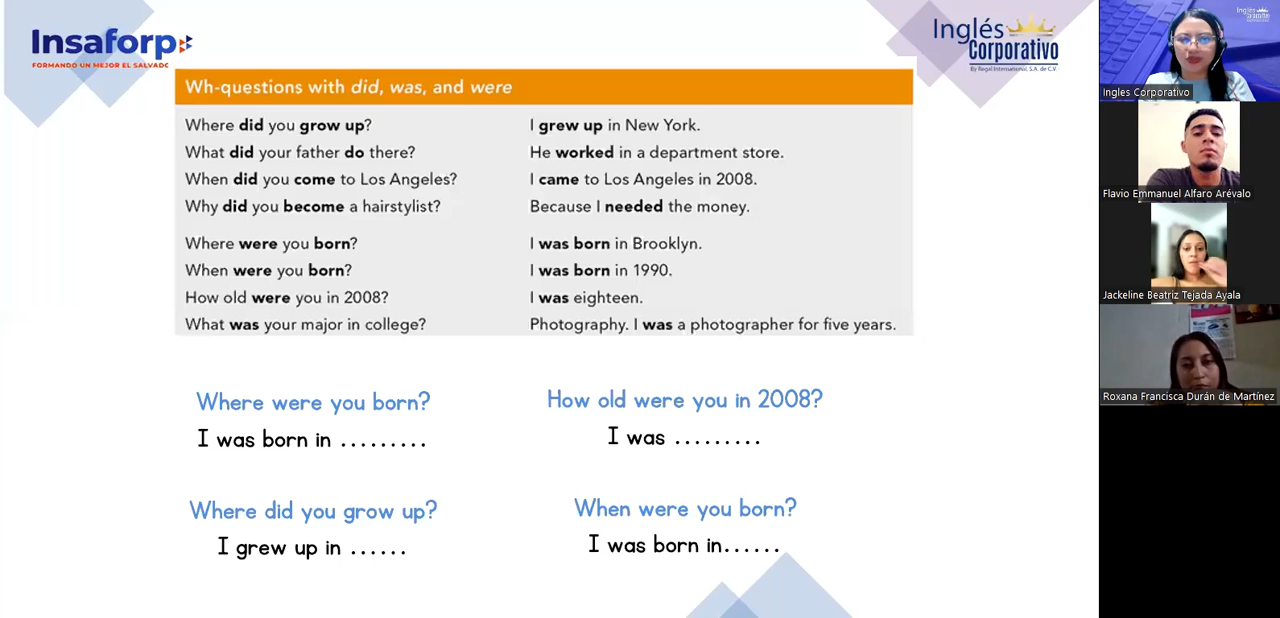 Insaforp
FORMANDO UN MEJOR EL SALVADOR
Inglés
Corporativo
By Regal International, S.A. de C.V.
Wh-questions with did, was, and were
Where did you grow up? I grew up in New York.
What did your father do there? He worked in a department store.
When did you come to Los Angeles? I came to Los Angeles in 2008.
Why did you become a hairstylist? Because I needed the money.
Where were you born? I was born in Brooklyn.
When were you born? I was born in 1990.
How old were you in 2008? I was eighteen.
What was your major in college? Photography. I was a photographer for five years.
Where were you born? How old were you in 2008?
I was born in ......... I was .........
Where did you grow up? When were you born?
I grew up in ...... I was born in......
Ingles Corporativo
Flavio Emmanuel Alfaro Arévalo
Jackeline Beatriz Tejada Ayala
Roxana Francisca Durán de Martínez